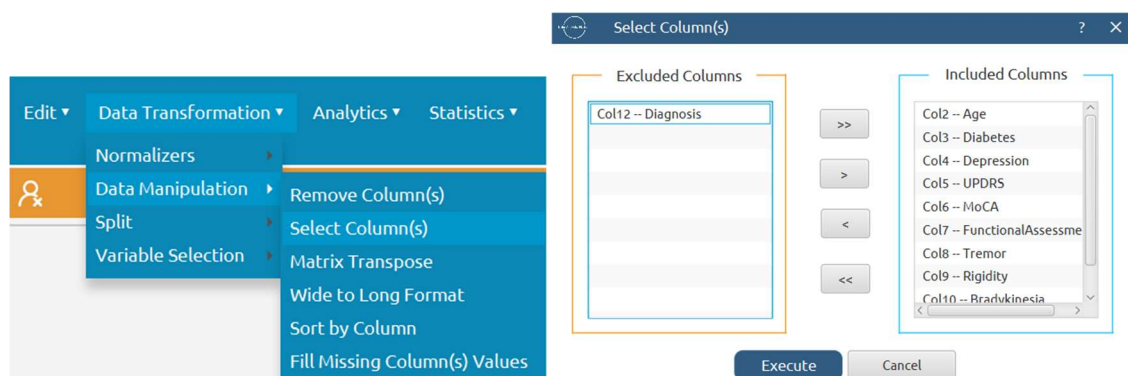 Edit ▾ Data Transformation ▾ Analytics ▾ Statistics ▾
Normalizers
Data Manipulation
Split
Variable Selection
Remove Column(s)
Select Column(s)
Matrix Transpose
Wide to Long Format
Sort by Column
Fill Missing Column(s) Values
Select Column(s) ? ×
Excluded Columns
Col12 -- Diagnosis
>>
>
<
<<
Included Columns
Col2 -- Age
Col3 -- Diabetes
Col4 -- Depression
Col5 -- UPDRS
Col6 -- MoCA
Col7 -- FunctionalAssessme
Col8 -- Tremor
Col9 -- Rigidity
Col10 -- Bradykinesia
Execute Cancel